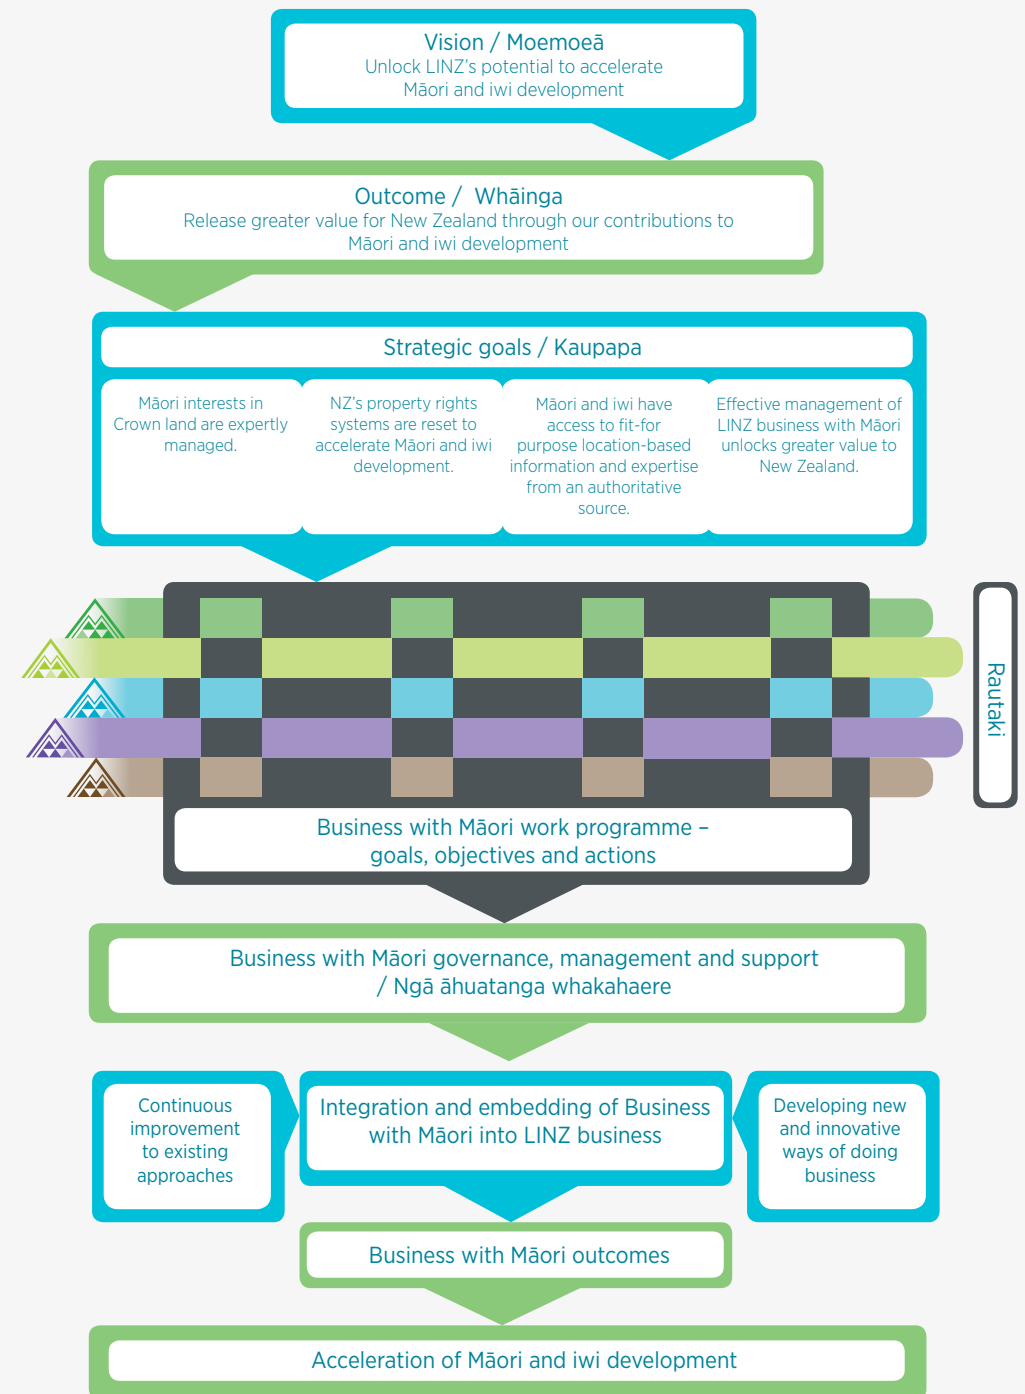 Vision / Moemoeā
Unlock LINZ's potential to accelerate
Māori and iwi development
Outcome /  Whāinga
Release greater value for New Zealand through our contributions to
Māori and iwi development
Strategic goals / Kaupapa
Māori interests in
Crown land are expertly
managed.
NZ's property rights
systems are reset to
accelerate Māori and iwi
development.
Māori and iwi have
access to fit-for
purpose location-based
information and expertise
from an authoritative
source.
Effective management of
LINZ business with Māori
unlocks greater value to
New Zealand.
Rautaki
Business with Māori work programme –
goals, objectives and actions
Business with Māori governance, management and support
/ Ngā āhuatanga whakahaere
Continuous
improvement
to existing
approaches
Integration and embedding of Business
with Māori into LINZ business
Developing new
and innovative
ways of doing
business
Business with Māori outcomes
Acceleration of Māori and iwi development